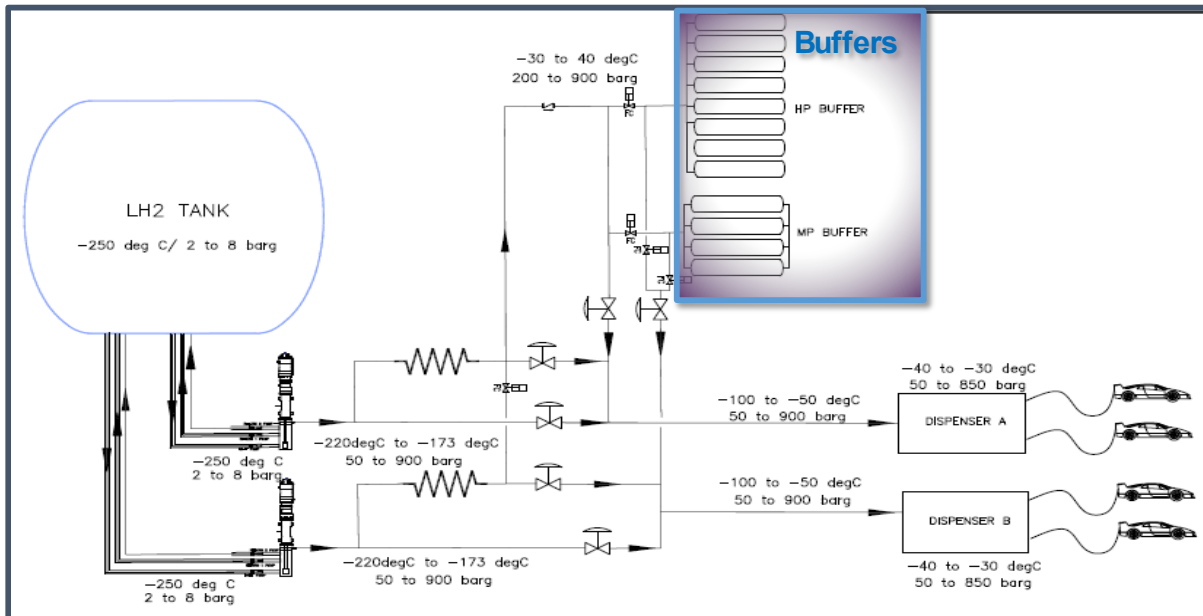 Buffers
-30 to 40 degC
200 to 900 barg
FC
HP BUFFER
LH2 TANK
-250 deg C/ 2 to 8 barg
FC
MP BUFFER
-40 to -30 degC
50 to 850 barg
-100 to -50 degC
50 to 900 barg
DISPENSER A
-220degC to -173 degC
50 to 900 barg
-250 deg C
2 to 8 barg
-100 to -50 degC
50 to 900 barg
DISPENSER B
-220degC to -173 degC
50 to 900 barg
-40 to -30 degC
50 to 850 barg
-250 deg C
2 to 8 barg